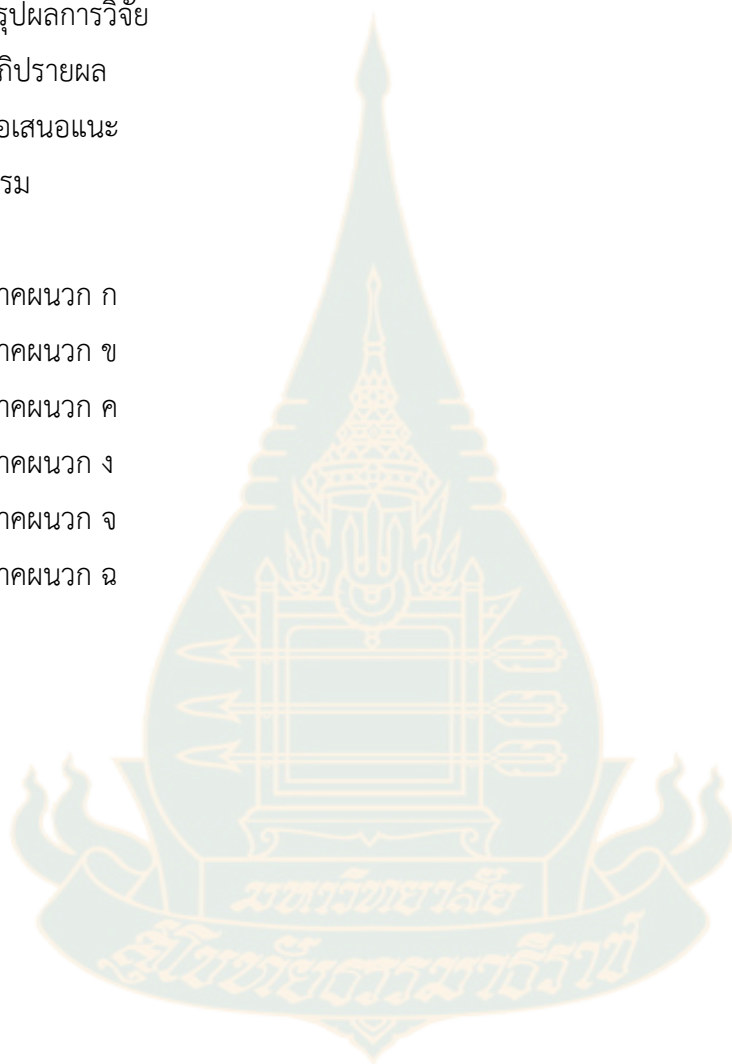 รุปผลการวิจัย
ภิปรายผล
อเสนอแนะ
รม
าคผนวก ก
าคผนวก ข
าคผนวก ค
าคผนวก ง
าคผนวก จ
าคผนวก ฉ
มหาวิทยาลัย
สุโขทัยธรรมาธิราช